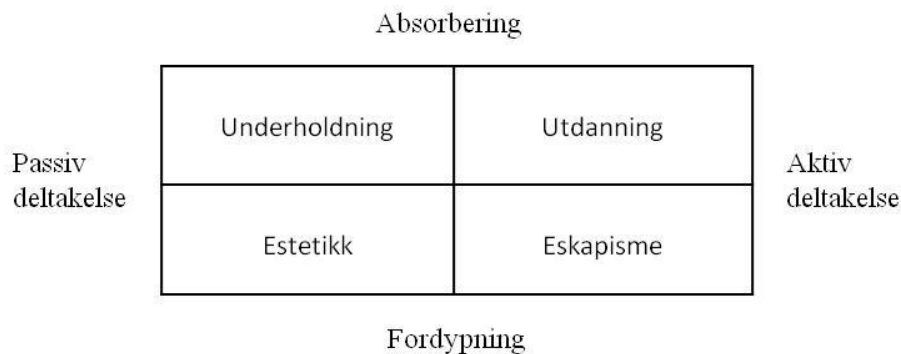 Absorbering
Underholdning
Utdanning
Passiv
deltakelse
Aktiv
deltakelse
Estetikk
Eskapisme
Fordypning